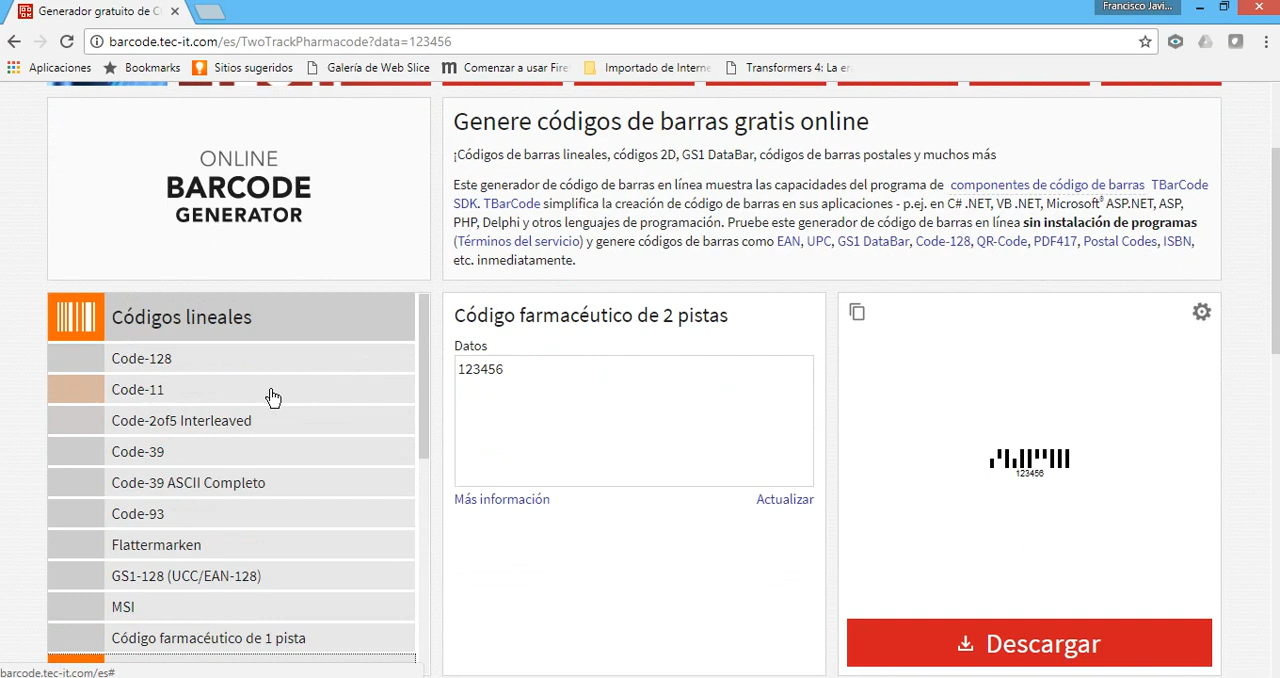 Generador gratuito de C
Francisco Javi...
barcode.tec-it.com/es/TwoTrackPharmacode?data=123456
Aplicaciones
Bookmarks
Sitios sugeridos
Galería de Web Slice
Comenzar a usar Fire
Importado de Intern
Transformers 4: La e
ONLINE
BARCODE
GENERATOR
Genere códigos de barras gratis online
¡Códigos de barras lineales, códigos 2D, GS1 DataBar, códigos de barras postales y muchos más
Este generador de código de barras en línea muestra las capacidades del programa de componentes de código de barras TBarCode
SDK. TBarCode simplifica la creación de código de barras en sus aplicaciones - p.ej. en C# .NET, VB .NET, Microsoft® ASP.NET, ASP,
PHP, Delphi y otros lenguajes de programación. Pruebe este generador de código de barras en línea sin instalación de programas
(Términos del servicio) y genere códigos de barras como EAN, UPC, GS1 DataBar, Code-128, QR-Code, PDF417, Postal Codes, ISBN,
etc. inmediatamente.
Códigos lineales
Code-128
Code-11
Code-2of5 Interleaved
Code-39
Code-39 ASCII Completo
Code-93
Flattermarken
GS1-128 (UCC/EAN-128)
MSI
Código farmacéutico de 1 pista
Código farmacéutico de 2 pistas
Datos
123456
Más información
Actualizar
123456
Descargar
barcode.tec-it.com/es#